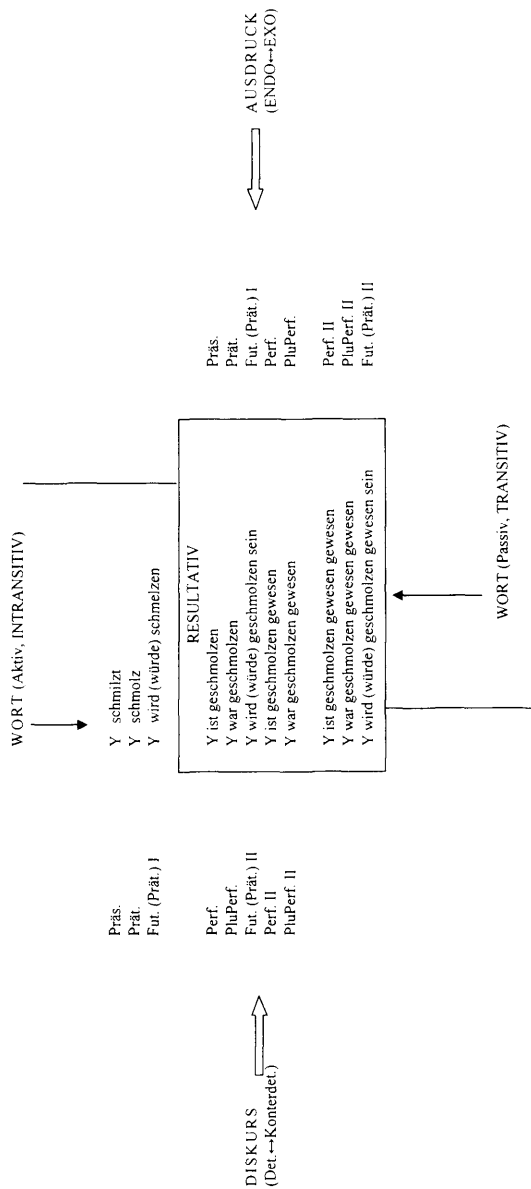 WORT (Aktiv, INTRANSITIV)
DISKURS
(Det.↔Konterdet.)
Präs.
Prät.
Fut. (Prät.) I
Perf.
PluPerf.
Fut. (Prät.) II
Perf. II
PluPerf. II
Y schmilzt
Y schmolz
Y wird (würde) schmelzen
RESULTATIV
Y ist geschmolzen
Y war geschmolzen
Y wird (würde) geschmolzen sein
Y ist geschmolzen gewesen
Y war geschmolzen gewesen
Y ist geschmolzen gewesen gewesen
Y war geschmolzen gewesen gewesen
Y wird (würde) geschmolzen gewesen sein
Präs.
Prät.
Fut. (Prät.) I
Perf.
PluPerf.
Perf. II
PluPerf. II
Fut. (Prät.) II
AUSDRUCK
(ENDO↔EXO)
WORT (Passiv, TRANSITIV)